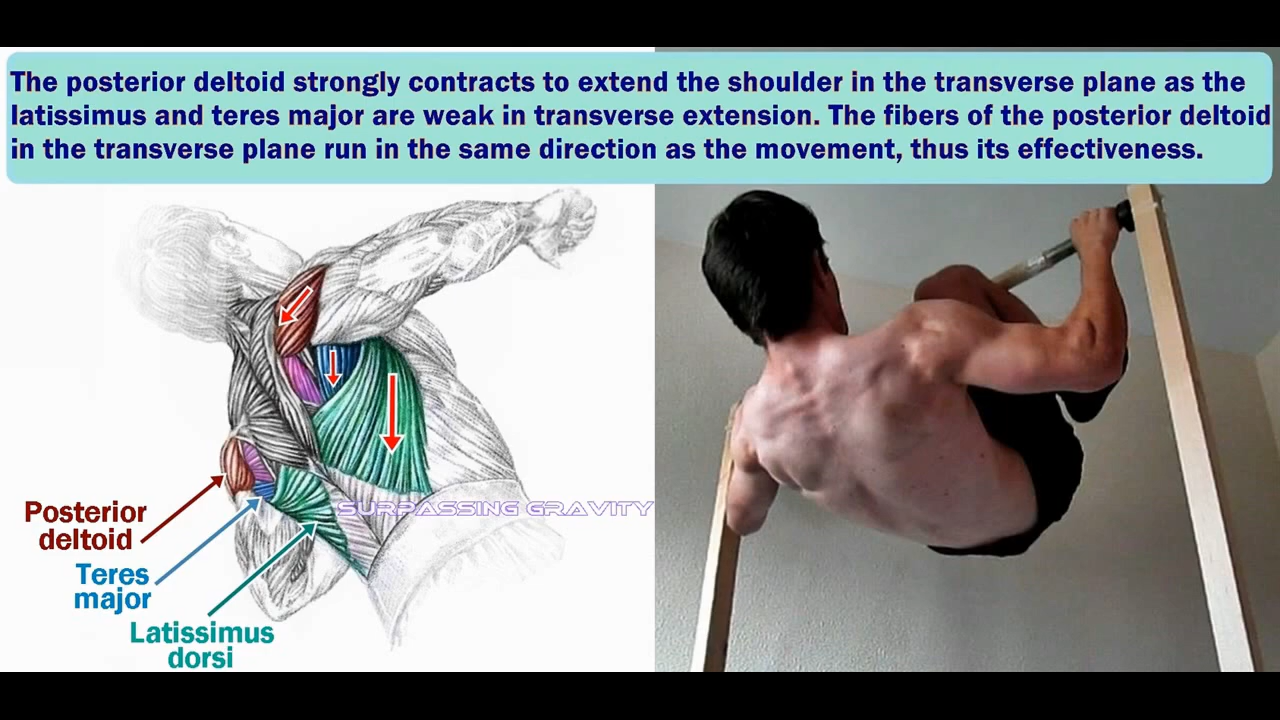 The posterior deltoid strongly contracts to extend the shoulder in the transverse plane as the
latissimus and teres major are weak in transverse extension. The fibers of the posterior deltoid
in the transverse plane run in the same direction as the movement, thus its effectiveness.
SURPASSING GRAVITY
Posterior
deltoid
Teres
major
Latissimus
dorsi